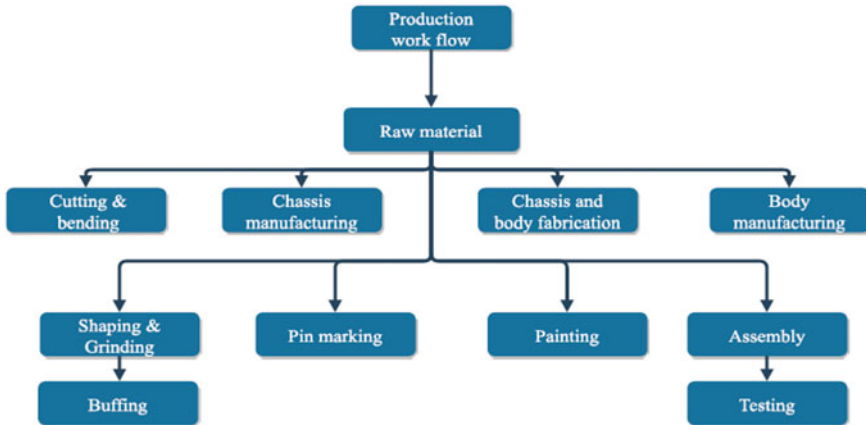 Production
work flow
Raw material
Cutting &
bending
Chassis
manufacturing
Chassis and
body fabrication
Body
manufacturing
Shaping &
Grinding
Pin marking
Painting
Assembly
Buffing
Testing